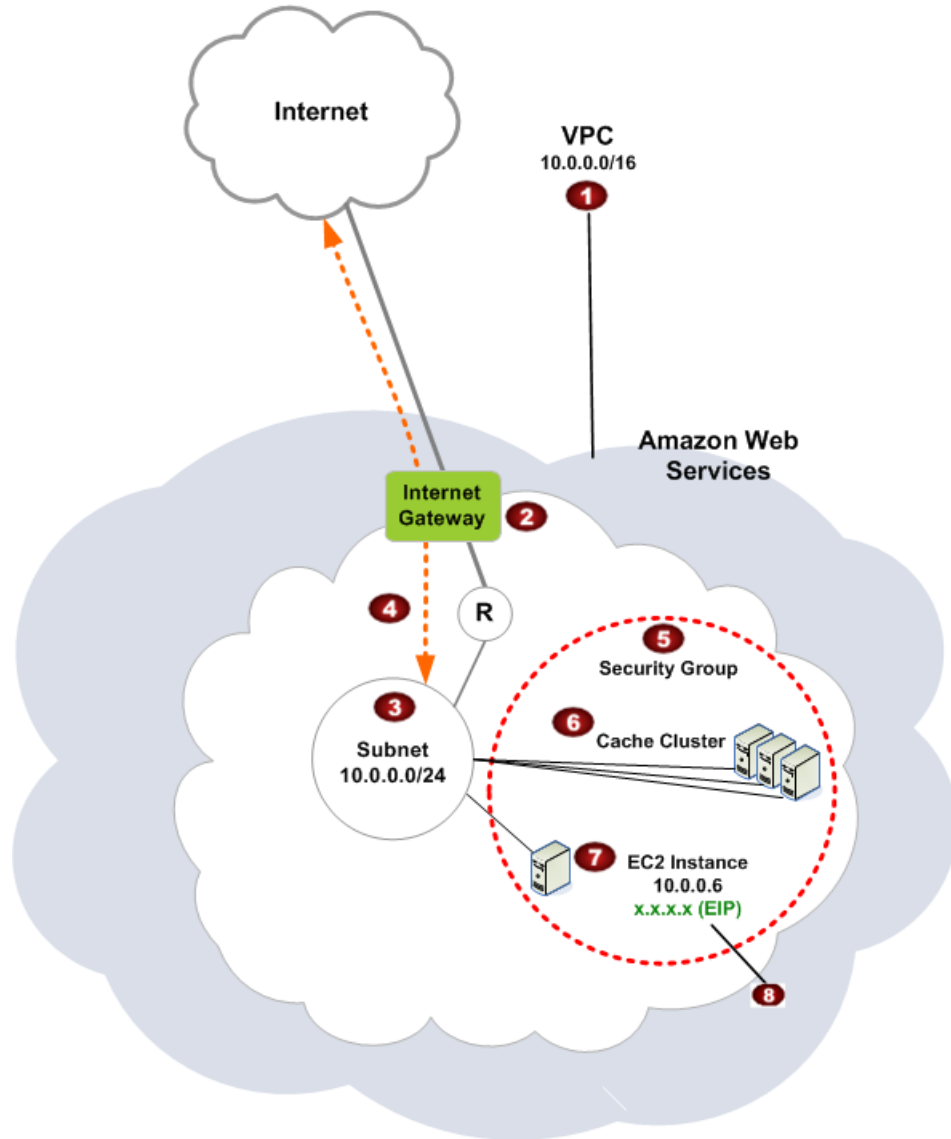 Internet
VPC
10.0.0.0/16
1
Amazon Web
Services
Internet
Gateway
2
4
R
5
Security Group
3
6
Subnet
10.0.0.0/24
Cache Cluster
7
EC2 Instance
10.0.0.6
x.x.x.x (EIP)
8